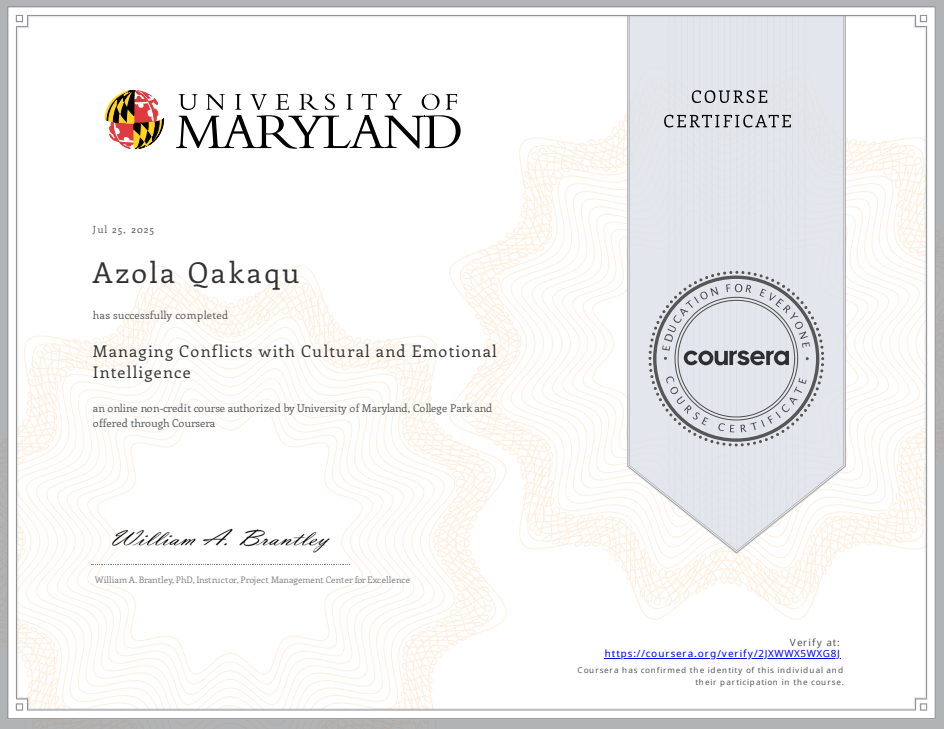 UNIVERSITY OF
MARYLAND
COURSE
CERTIFICATE
Jul 25, 2025
Azola Qakaqu
has successfully completed
Managing Conflicts with Cultural and Emotional
Intelligence
an online non-credit course authorized by University of Maryland, College Park and
offered through Coursera
EDUCATION FOR EVERYONE
coursera
COURSE CERTIFICATE
William A. Brantley
William A. Brantley, PhD, Instructor, Project Management Center for Excellence
Verify at:
https://coursera.org/verify/2JXWWX5WXG8J
Coursera has confirmed the identity of this individual and
their participation in the course.